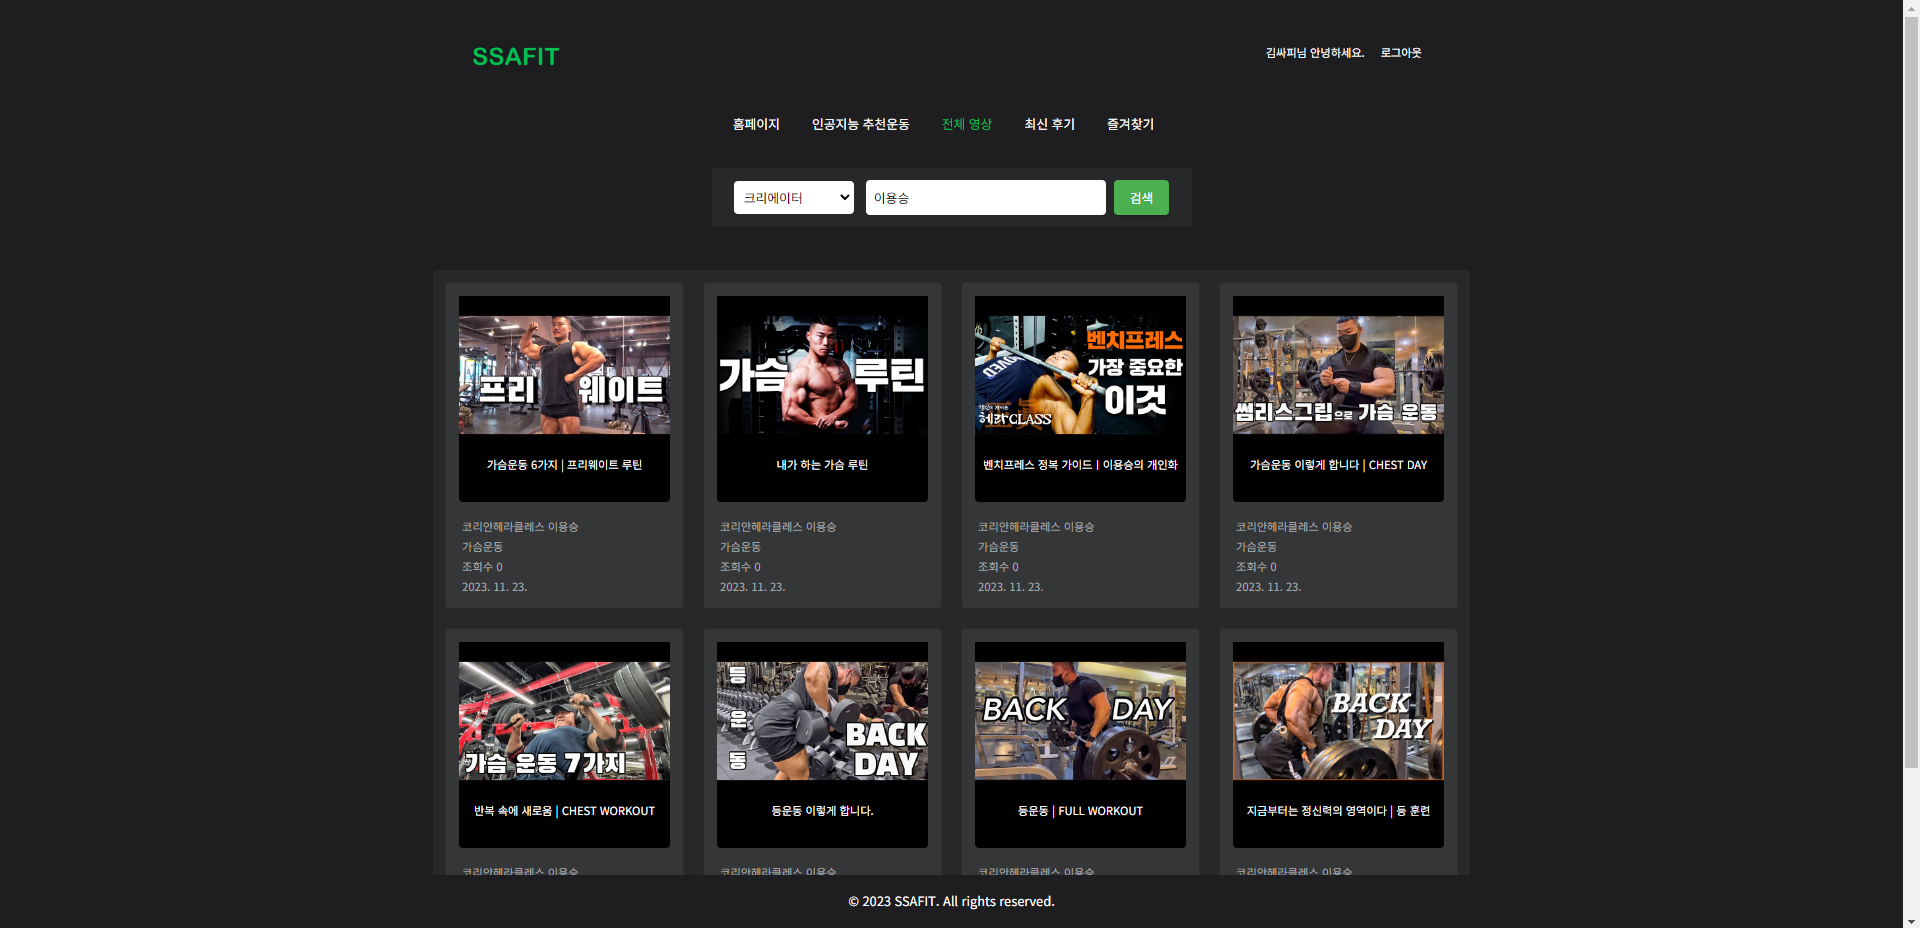 SSAFIT
김싸피님 안녕하세요. 로그아웃
홈페이지 인공지능 추천운동 전체 영상 최신 후기 즐겨찾기
크리에이터 이용승 검색
프리 웨이트
가슴운동 6가지 | 프리웨이트 루틴
코리안헤라클레스 이용승
가슴운동
조회수 0
2023. 11. 23.
가슴 루틴
내가 하는 가슴 루틴
코리안헤라클레스 이용승
가슴운동
조회수 0
2023. 11. 23.
벤치프레스
가장 중요한
이것
헤라CLASS
벤치프레스 정복 가이드 | 이용승의 개인화
코리안헤라클레스 이용승
가슴운동
조회수 0
2023. 11. 23.
썸리스그립으로 가슴 운동
가슴운동 이렇게 합니다 | CHEST DAY
코리안헤라클레스 이용승
가슴운동
조회수 0
2023. 11. 23.
가슴 운동 7가지
반복 속에 새로움 | CHEST WORKOUT
코리안헤라클레스 이용승
등
운
동
BACK
DAY
등운동 이렇게 합니다.
코리안헤라클레스 이용승
BACK DAY
등운동 | FULL WORKOUT
코리안헤라클레스 이용승
BACK
DAY
지금부터는 정신력의 영역이다 | 등 훈련
코리안헤라클레스 이용승
© 2023 SSAFIT. All rights reserved.